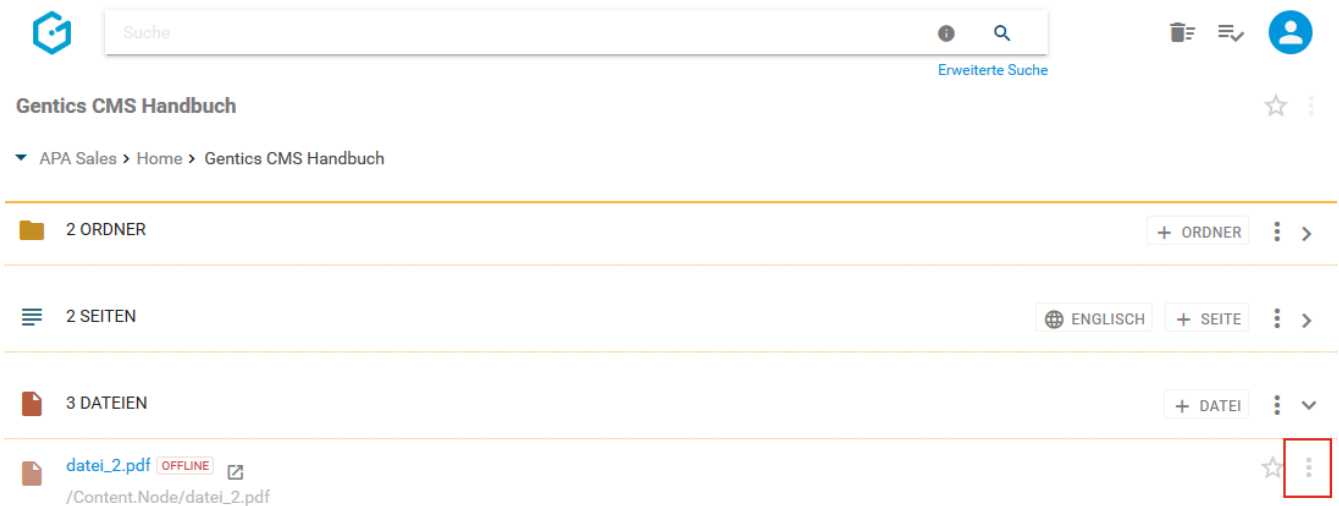 Suche
Erweiterte Suche
Gentics CMS Handbuch
APA Sales > Home > Gentics CMS Handbuch
2 ORDNER + ORDNER
2 SEITEN ENGLISCH + SEITE
3 DATEIEN + DATEI
datei_2.pdf OFFLINE
/Content.Node/datei_2.pdf